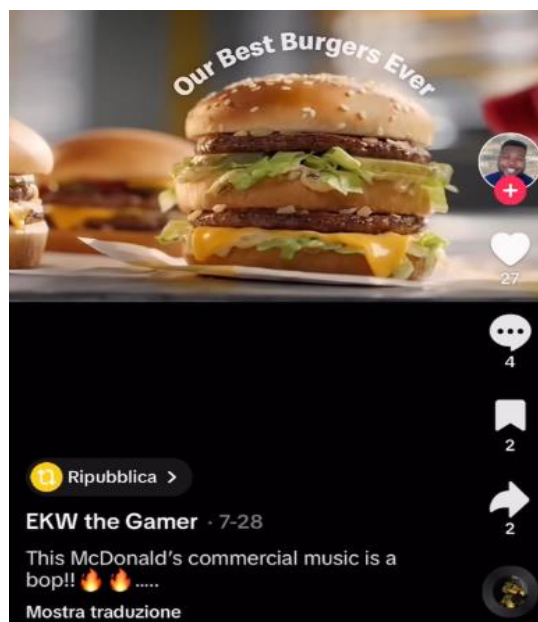 Our Best Burgers Ever
27
4
2
2
Ripubblica >
EKW the Gamer · 7-28
This McDonald's commercial music is a
bop!! 🔥 🔥.....
Mostra traduzione